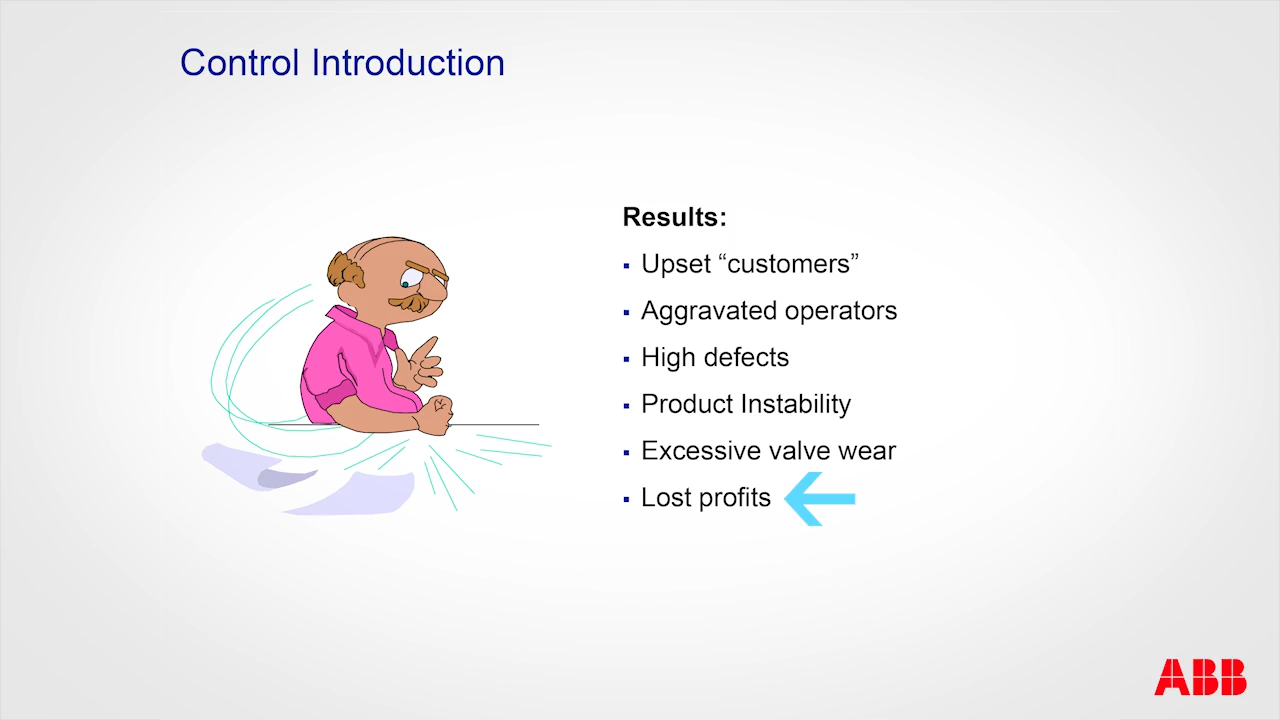 Control Introduction
Results:
▪ Upset “customers”
▪ Aggravated operators
▪ High defects
▪ Product Instability
▪ Excessive valve wear
▪ Lost profits
ABB